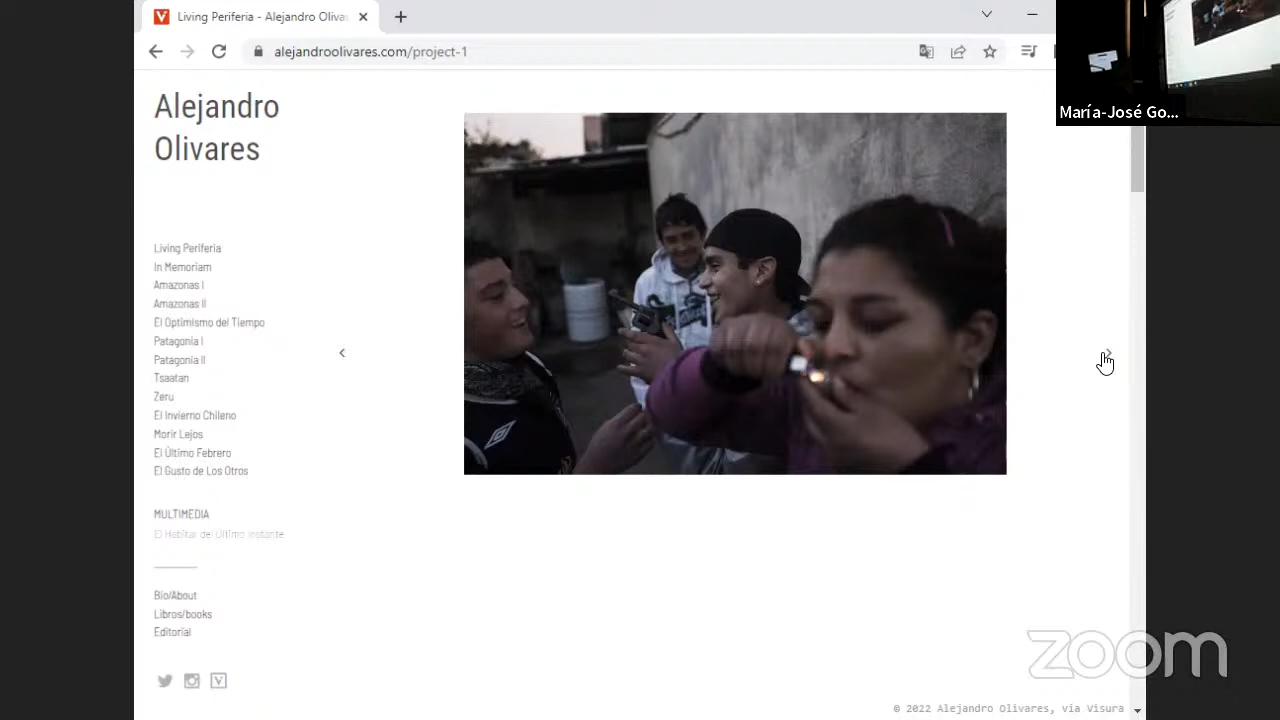 Living Periferia - Alejandro Oliva
alejandroolivares.com/project-1
María-José Go...
Alejandro
Olivares
Living Periferia
In Memoriam
Amazonas I
Amazonas II
El Optimismo del Tiempo
Patagonia I
Patagonia II
Tsaatan
Zeru
El Invierno Chileno
Morir Lejos
El Último Febrero
El Gusto de Los Otros
MULTIMEDIA
El Habitar del Último Instante
Bio/About
Libros/books
Editorial
zoom
© 2022 Alejandro Olivares, vía Visura